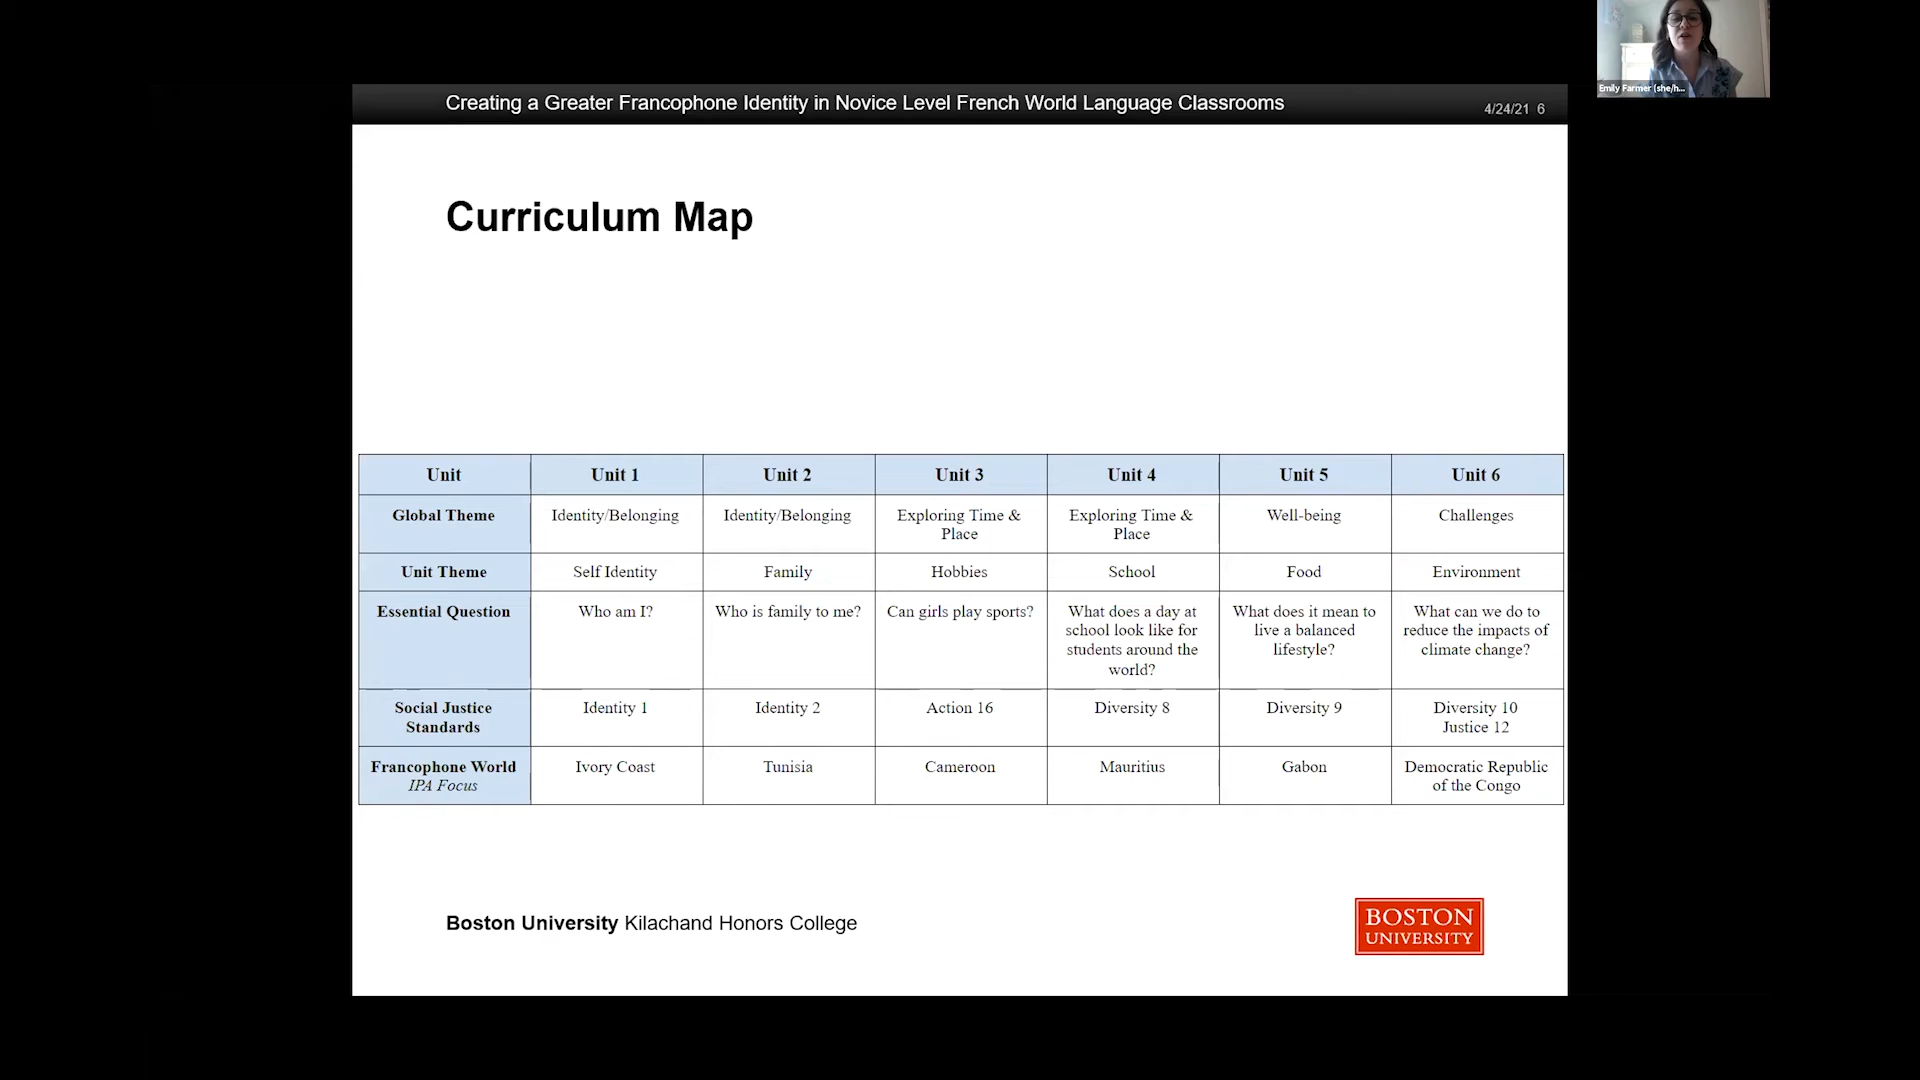 Creating a Greater Francophone Identity in Novice Level French World Language Classrooms
4/24/21 6
Emily Farmer (she/h...
Curriculum Map
Unit
Unit 1
Unit 2
Unit 3
Unit 4
Unit 5
Unit 6
Global Theme
Identity/Belonging
Identity/Belonging
Exploring Time &
Place
Exploring Time &
Place
Well-being
Challenges
Unit Theme
Self Identity
Family
Hobbies
School
Food
Environment
Essential Question
Who am I?
Who is family to me?
Can girls play sports?
What does a day at
school look like for
students around the
world?
What does it mean to
live a balanced
lifestyle?
What can we do to
reduce the impacts of
climate change?
Social Justice
Standards
Identity 1
Identity 2
Action 16
Diversity 8
Diversity 9
Diversity 10
Justice 12
Francophone World
IPA Focus
Ivory Coast
Tunisia
Cameroon
Mauritius
Gabon
Democratic Republic
of the Congo
Boston University Kilachand Honors College
BOSTON
UNIVERSITY